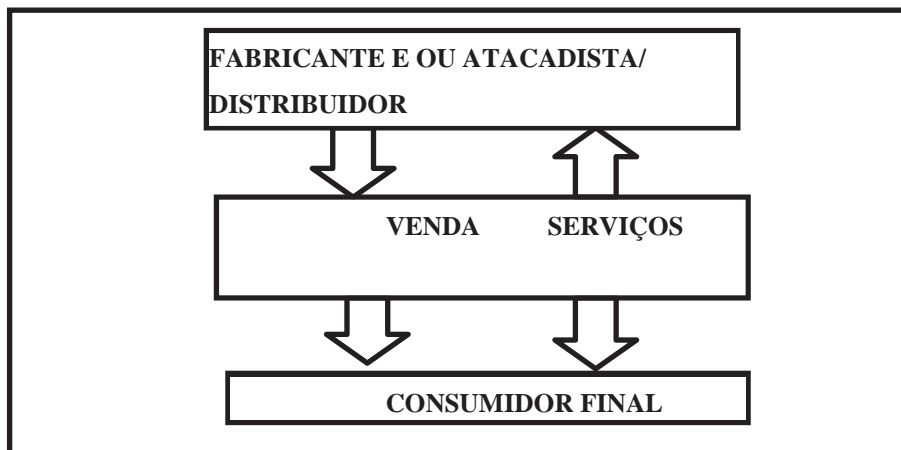 FABRICANTE E OU ATACADISTA/
DISTRIBUIDOR
VENDA SERVIÇOS
CONSUMIDOR FINAL